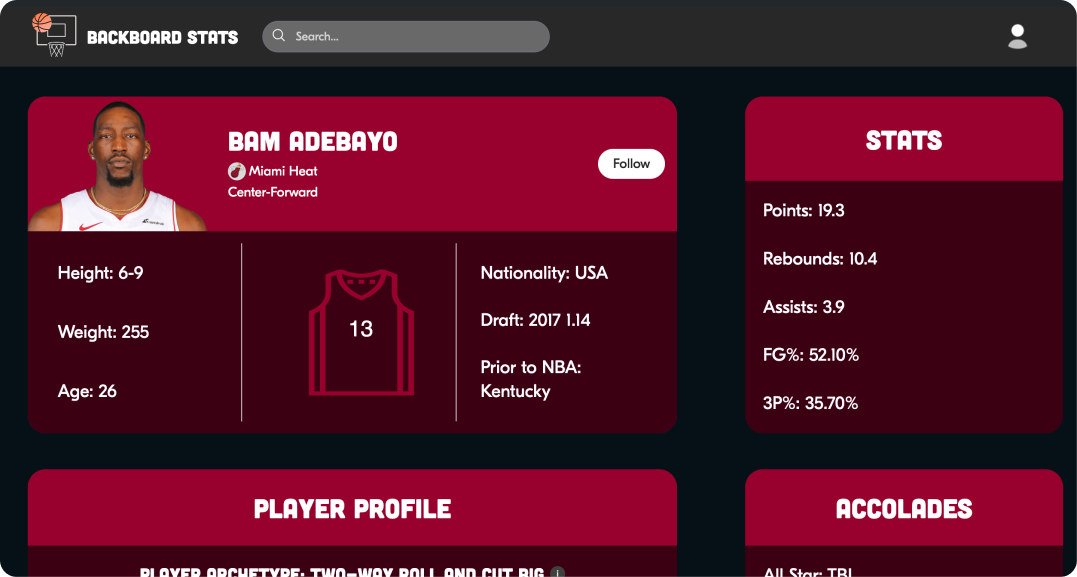 BACKBOARD STATS
Search...
BAM ADEBAYO
Miami Heat
Center-Forward
Follow
Height: 6-9
Weight: 255
Age: 26
13
Nationality: USA
Draft: 2017 1.14
Prior to NBA:
Kentucky
STATS
Points: 19.3
Rebounds: 10.4
Assists: 3.9
FG%: 52.10%
3P%: 35.70%
PLAYER PROFILE
PLAYER ARCHETYPE: TWO-WAY ROLL AND CUT BIG
ACCOLADES
All Star: TBI